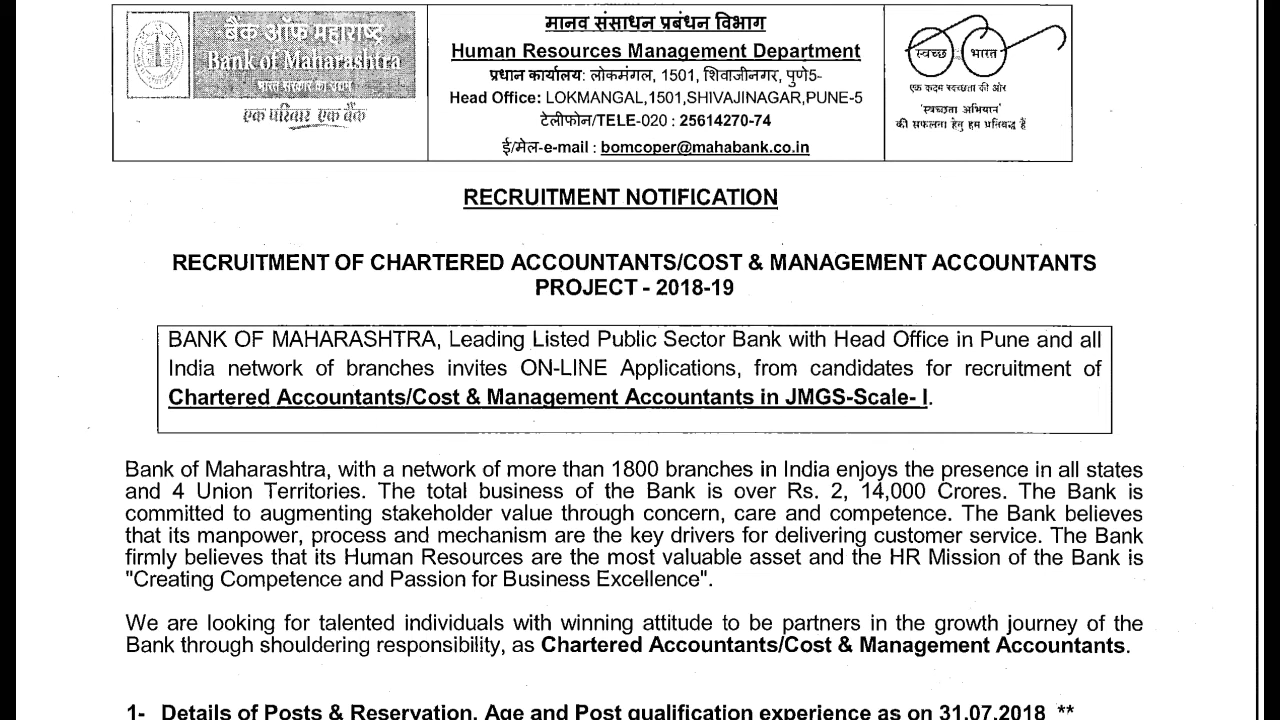 बैंक ऑफ महाराष्ट्र
Bank of Maharashtra
भारत सरकार का उद्यम
एक परिवार एक बैंक
मानव संसाधन प्रबंधन विभाग
Human Resources Management Department
प्रधान कार्यालय: लोकमंगल, 1501, शिवाजीनगर, पुणे5-
Head Office: LOKMANGAL,1501,SHIVAJINAGAR,PUNE-5
टेलीफोन/TELE-020 : 25614270-74
ई/मेल-e-mail : bomcoper@mahabank.co.in
स्वच्छ भारत
एक कदम स्वच्छता की ओर
'स्वच्छता अभियान'
की सफलना हेतु हम प्रतिबद्ध हैं
RECRUITMENT NOTIFICATION
RECRUITMENT OF CHARTERED ACCOUNTANTS/COST & MANAGEMENT ACCOUNTANTS
PROJECT - 2018-19
BANK OF MAHARASHTRA, Leading Listed Public Sector Bank with Head Office in Pune and all
India network of branches invites ON-LINE Applications, from candidates for recruitment of
Chartered Accountants/Cost & Management Accountants in JMGS-Scale- I.
Bank of Maharashtra, with a network of more than 1800 branches in India enjoys the presence in all states
and 4 Union Territories. The total business of the Bank is over Rs. 2, 14,000 Crores. The Bank is
committed to augmenting stakeholder value through concern, care and competence. The Bank believes
that its manpower, process and mechanism are the key drivers for delivering customer service. The Bank
firmly believes that its Human Resources are the most valuable asset and the HR Mission of the Bank is
"Creating Competence and Passion for Business Excellence".
We are looking for talented individuals with winning attitude to be partners in the growth journey of the
Bank through shouldering responsibility, as Chartered Accountants/Cost & Management Accountants.
1- Details of Posts & Reservation, Age and Post qualification experience as on 31.07.2018 **